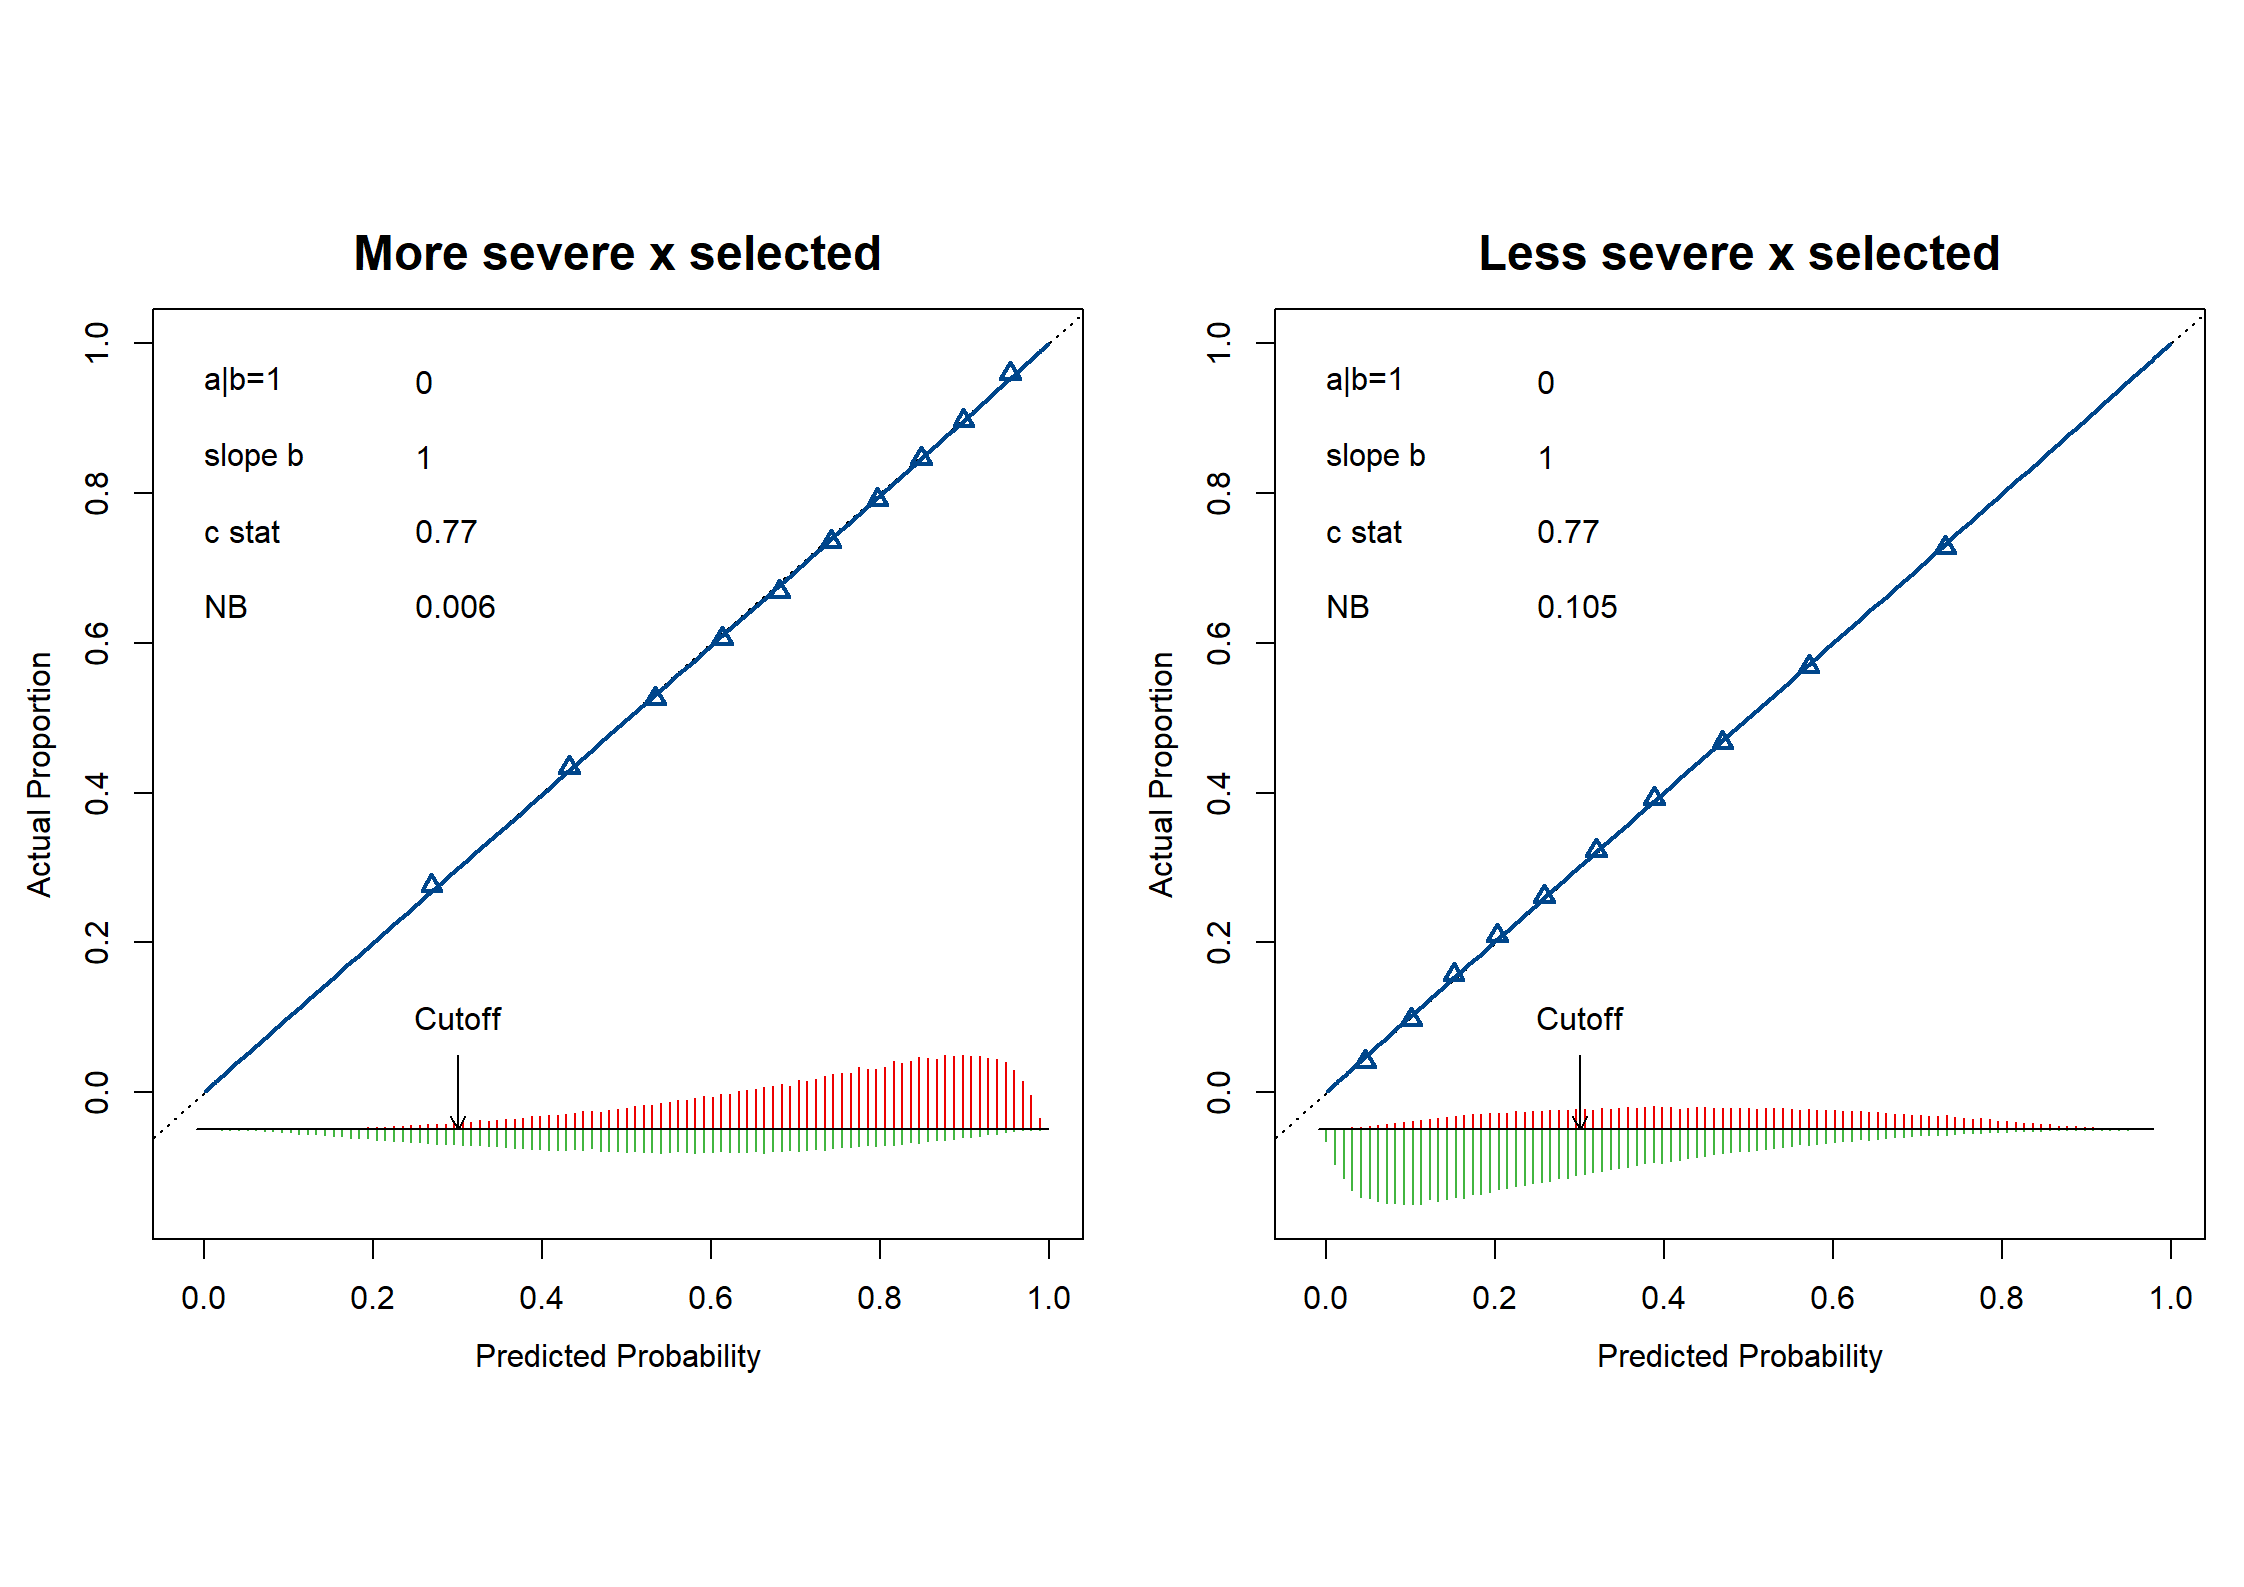 More severe x selected
a|b=1 0
slope b 1
c stat 0.77
NB 0.006
Cutoff
Actual Proportion
0.0 0.2 0.4 0.6 0.8 1.0
0.0 0.2 0.4 0.6 0.8 1.0
Predicted Probability
Less severe x selected
a|b=1 0
slope b 1
c stat 0.77
NB 0.105
Cutoff
Actual Proportion
0.0 0.2 0.4 0.6 0.8 1.0
0.0 0.2 0.4 0.6 0.8 1.0
Predicted Probability